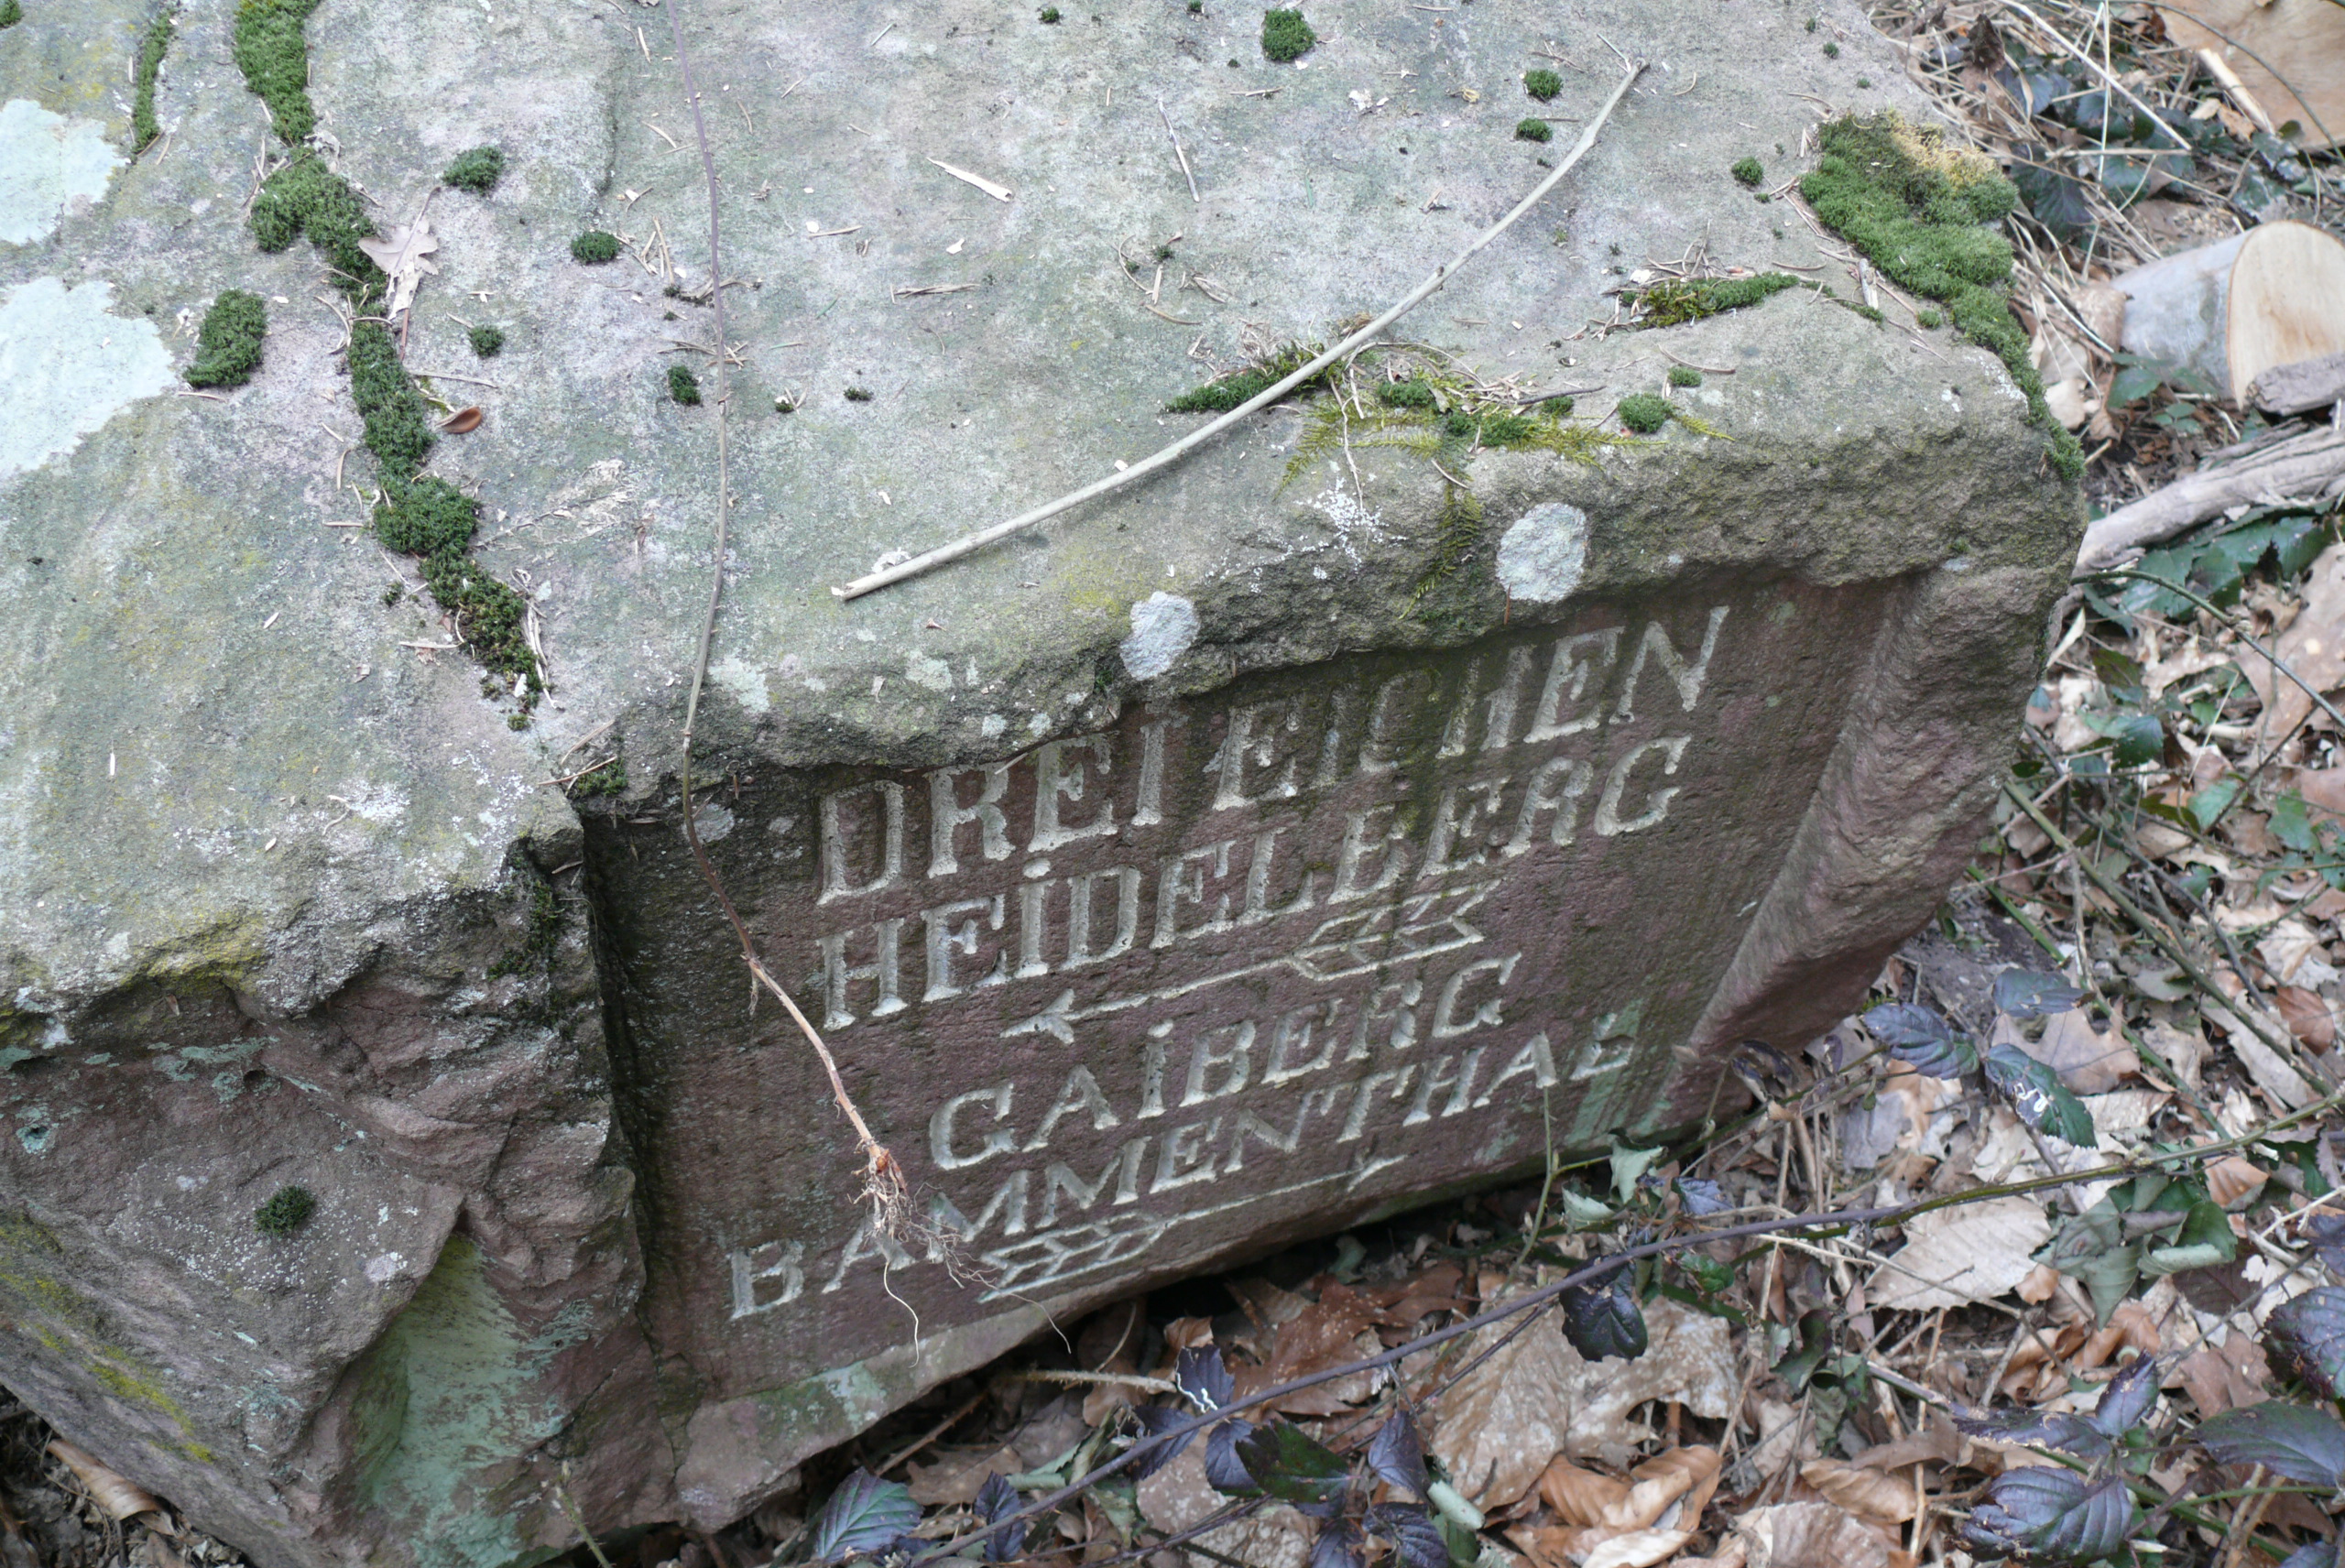 DREI EICHEN
HEiDELBERG
GAiBERG
BAMMENTHAL